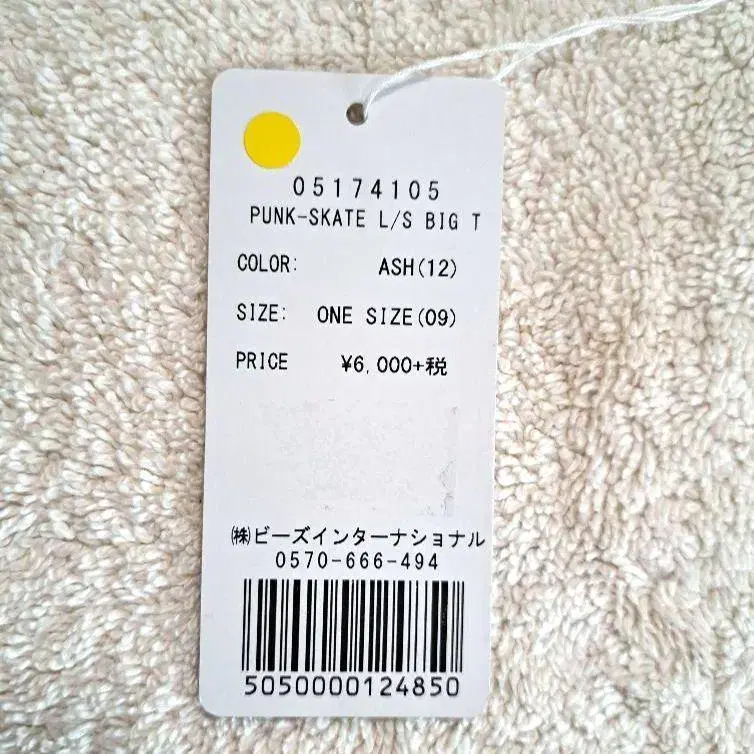 05174105
PUNK-SKATE L/S BIG T
COLOR: ASH(12)
SIZE: ONE SIZE(09)
PRICE ¥6,000+税
㈱ビーズインターナショナル
0570-666-494
5050000124850